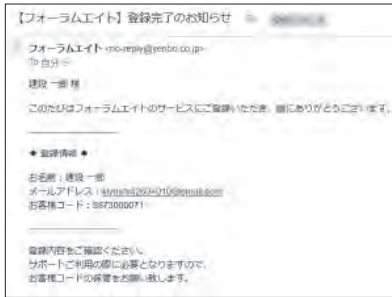 【フォーラムエイト】登録完了のお知らせ
フォーラムエイト
To 自分
建設 一郎 様
このたびはフォーラムエイトのサービスにご登録いただき、誠にありがとうございます。
◆ 登録情報 ◆
お名前：建設 一郎
メールアドレス：
お客様コード：S873000071
登録内容をご確認ください。
サポートご利用の際に必要となりますので、
お客様コードの保管をお願い致します。